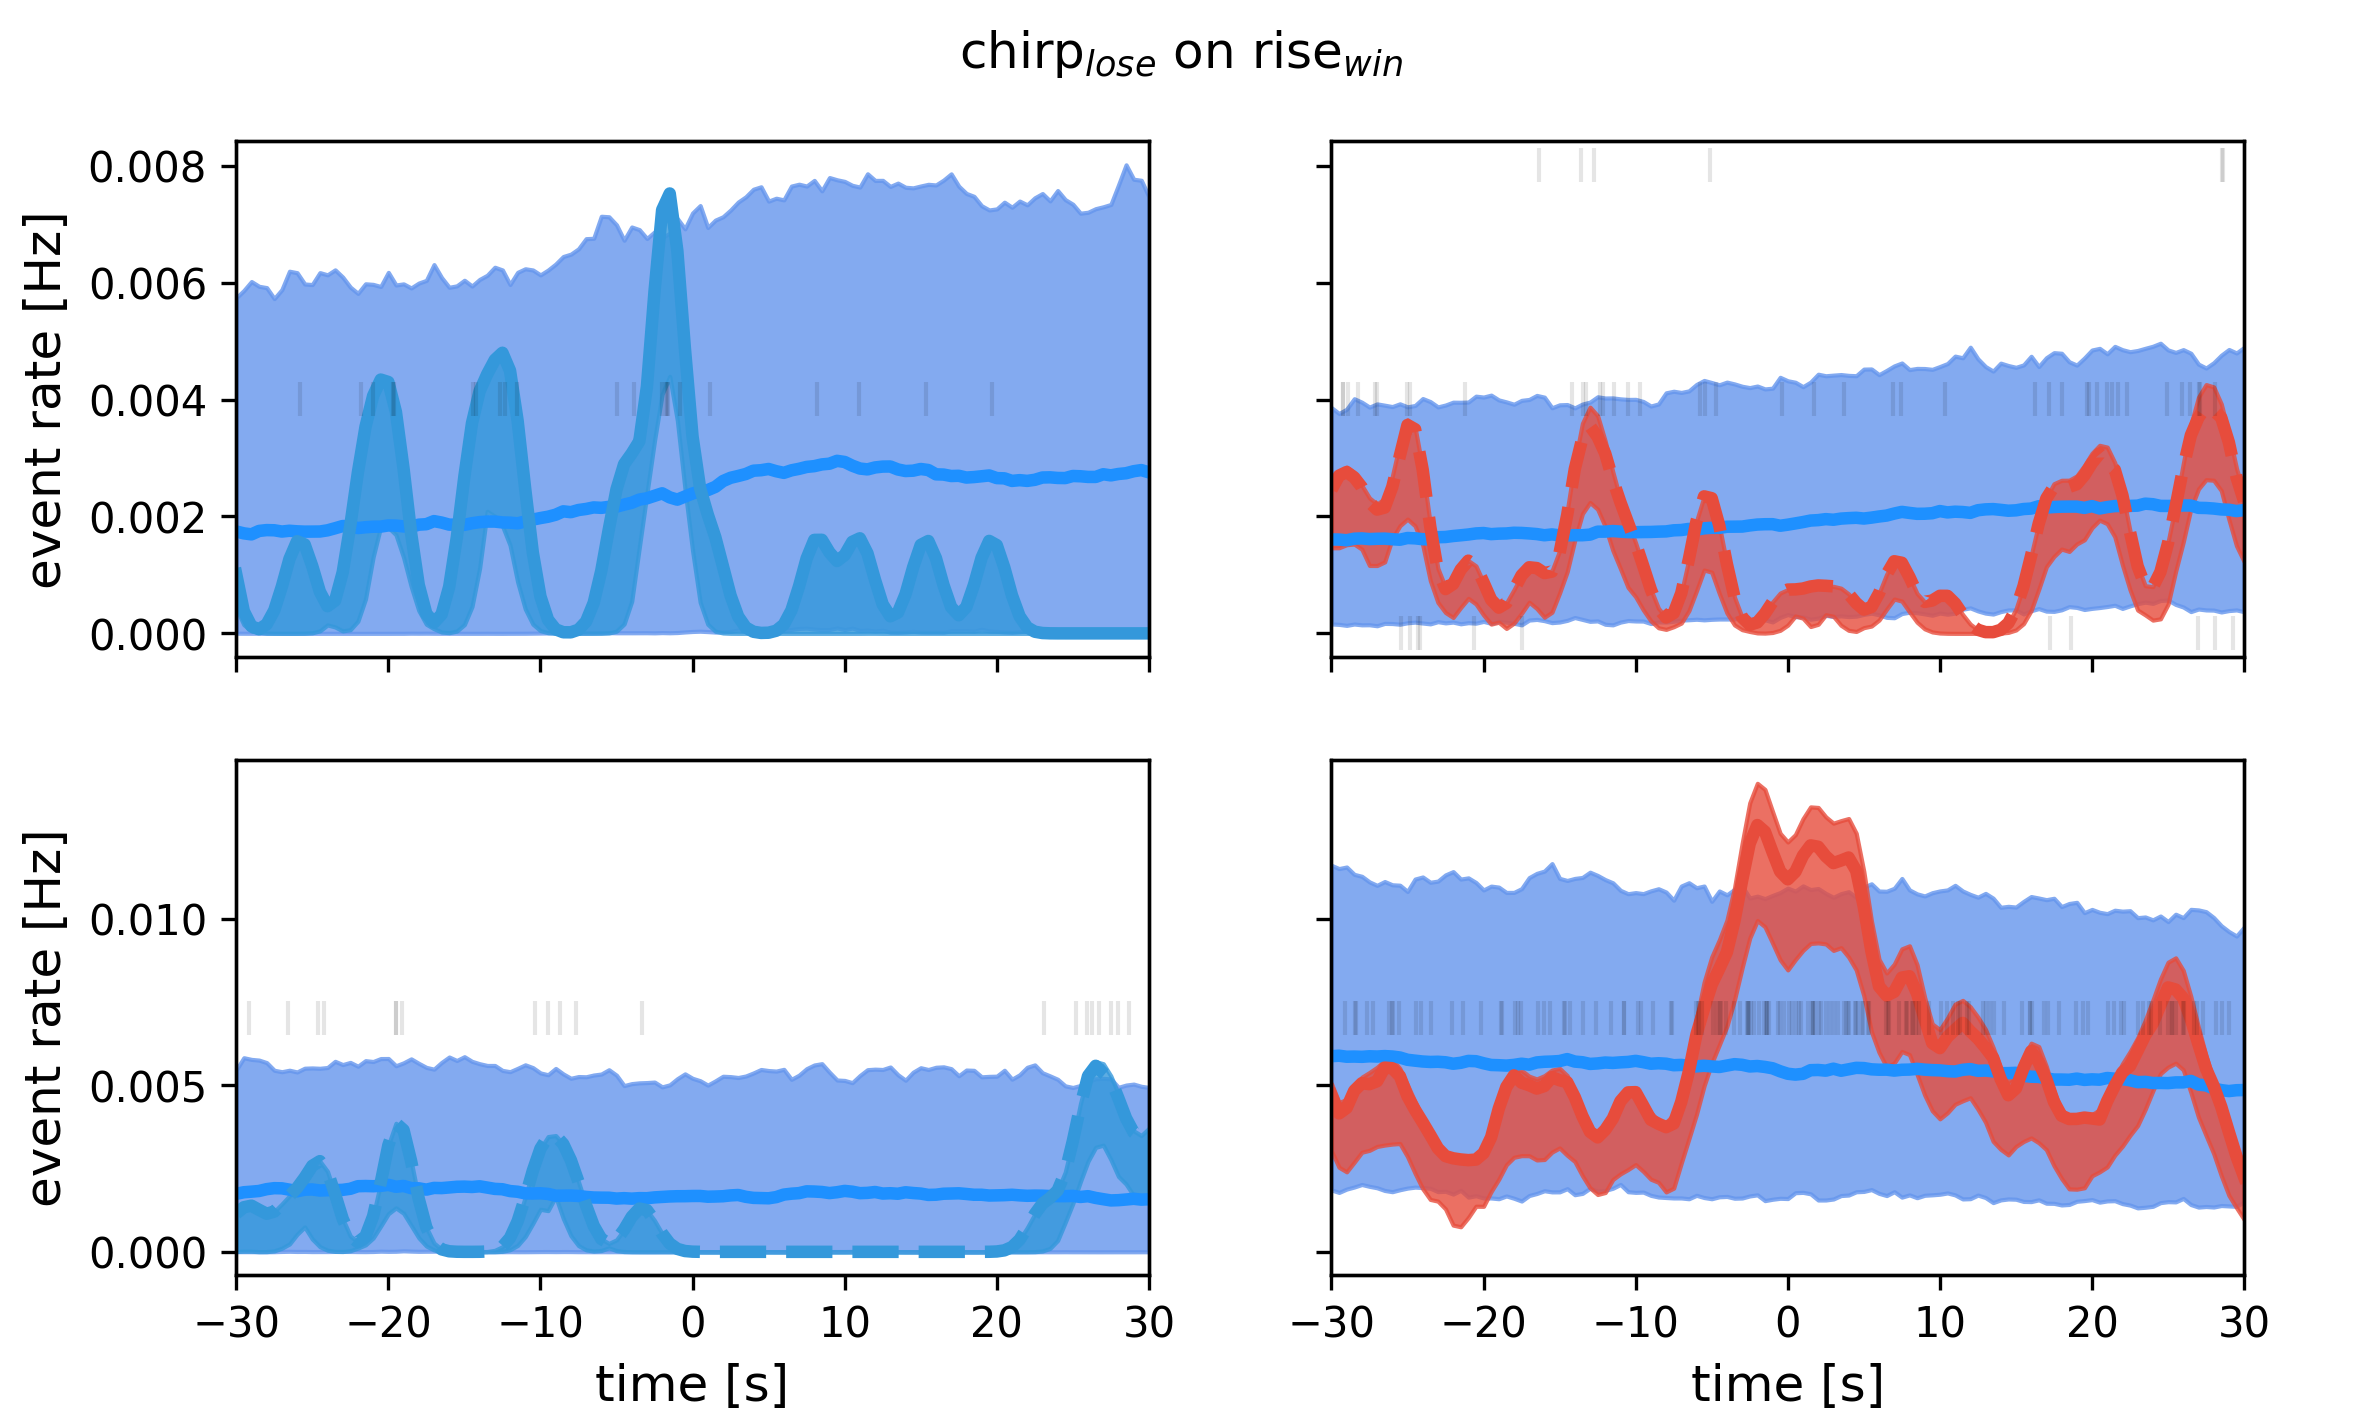 chirp_lose on rise_win
event rate [Hz]
0.008
0.006
0.004
0.002
0.000
event rate [Hz]
0.010
0.005
0.000
−30 −20 −10 0 10 20 30
−30 −20 −10 0 10 20 30
time [s]
time [s]